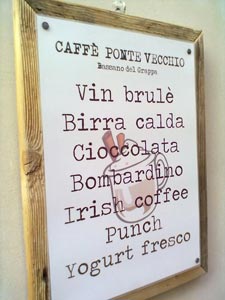 CAFFÈ PONTE VECCHIO
Bassano del Grappa
Vin brulè
Birra calda
Cioccolata
Bombardino
Irish coffee
Punch
Yogurt fresco